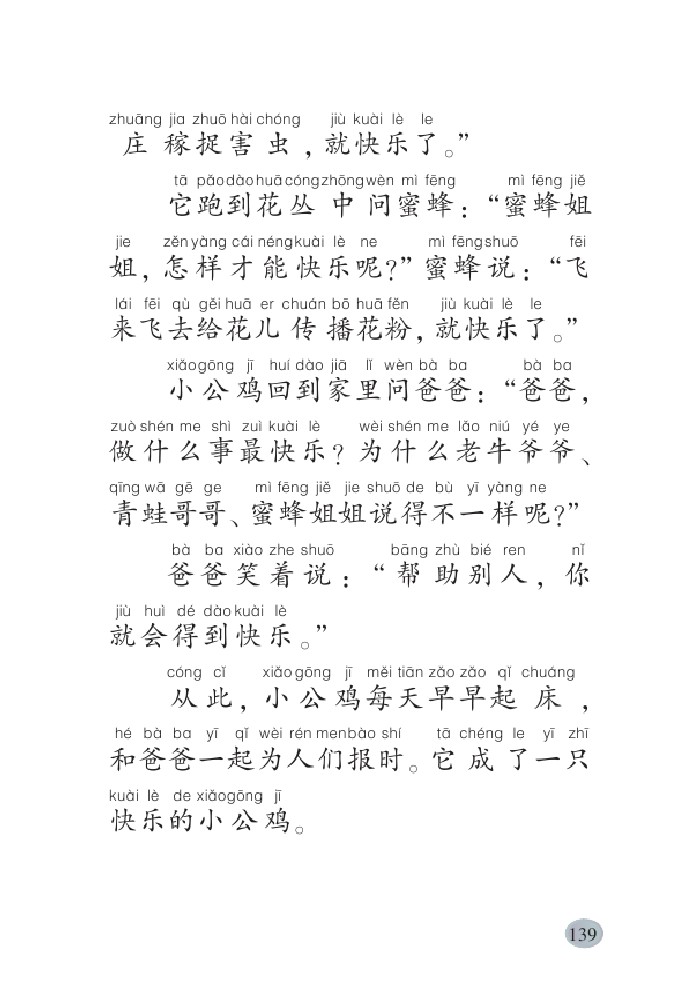 zhuāng jia zhuō hài chóng jiù kuài lè le
庄稼捉害虫，就快乐了。”
tā pǎo dào huā cóng zhōng wèn mì fēng mì fēng jiě
它跑到花丛中问蜜蜂：“蜜蜂姐
jie zěn yàng cái néng kuài lè ne mì fēng shuō fēi
姐，怎样才能快乐呢？”蜜蜂说：“飞
lái fēi qù gěi huā er chuán bō huā fěn jiù kuài lè le
来飞去给花儿传播花粉，就快乐了。”
xiǎo gōng jī huí dào jiā lǐ wèn bà ba bà ba
小公鸡回到家里问爸爸：“爸爸，
zuò shén me shì zuì kuài lè wèi shén me lǎo niú yé ye
做什么事最快乐？为什么老牛爷爷、
qīng wā gē ge mì fēng jiě jie shuō de bù yī yàng ne
青蛙哥哥、蜜蜂姐姐说得不一样呢？”
bà ba xiào zhe shuō bāng zhù bié ren nǐ
爸爸笑着说：“帮助别人，你
jiù huì dé dào kuài lè
就会得到快乐。”
cóng cǐ xiǎo gōng jī měi tiān zǎo zǎo qǐ chuáng
从此，小公鸡每天早早起床，
hé bà ba yī qǐ wèi rén men bào shí tā chéng le yī zhī
和爸爸一起为人们报时。它成了一只
kuài lè de xiǎo gōng jī
快乐的小公鸡。
139